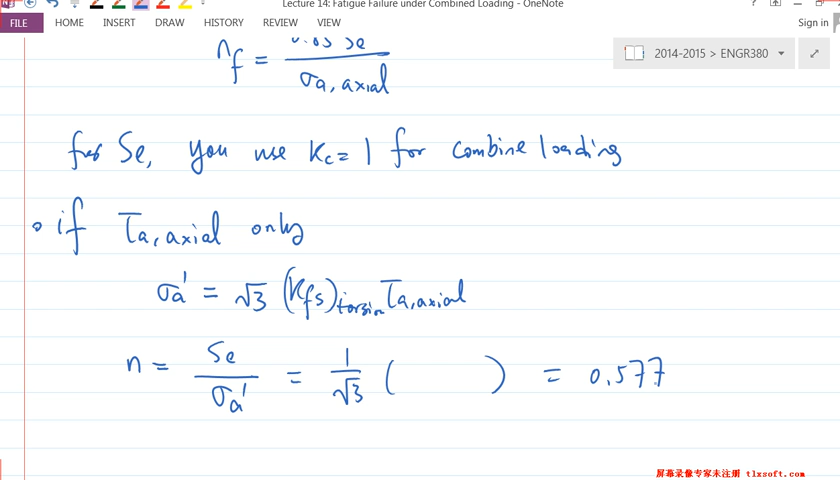 Lecture 14: Fatigue Failure under Combined Loading - OneNote
Sign in
FILE HOME INSERT DRAW HISTORY REVIEW VIEW
2014-2015 > ENGR380
nf = 0.85 Se / σa, axial
for Se, you use Kc = 1 for combine loading
• if τa, axial only
σa' = √3 (Kfs)torsion τa, axial
n = Se / σa' = 1 / √3 ( ) = 0.577
屏幕录像专家未注册 tlxsoft.com